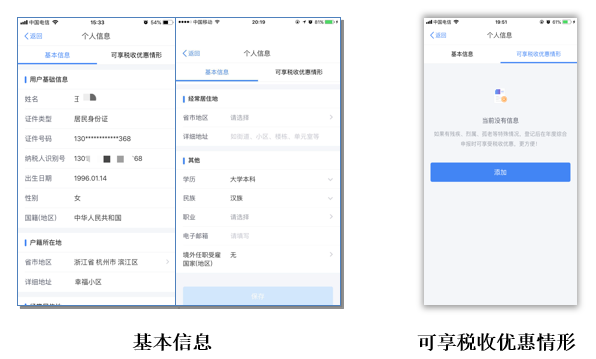 中国电信 15:33 54%
返回 个人信息
基本信息 可享税收优惠情形
用户基础信息
姓名 王
证件类型 居民身份证
证件号码 130************368
纳税人识别号 130 68
出生日期 1996.01.14
性别 女
国籍(地区) 中华人民共和国
户籍所在地
省市地区 浙江省 杭州市 滨江区
详细地址 幸福小区
中国移动 20:19 81%
返回 个人信息
基本信息 可享税收优惠情形
经常居住地
省市地区 请选择
详细地址 如街道、小区、楼栋、单元室等
其他
学历 大学本科
民族 汉族
职业 请选择
电子邮箱 请填写
境外任职受雇 无
国家(地区)
保存
基本信息
中国电信 19:51 61%
返回 个人信息
基本信息 可享税收优惠情形
当前没有信息
如果有残疾、烈属、孤老等特殊情况，登记后在年度综合
申报时可享受税收优惠，更方便！
添加
可享税收优惠情形